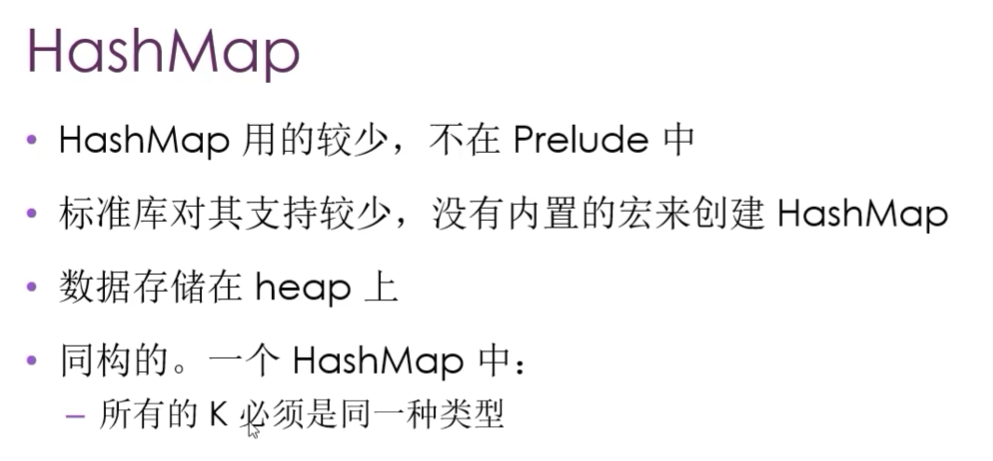 HashMap
• HashMap 用的较少，不在 Prelude 中
• 标准库对其支持较少，没有内置的宏来创建 HashMap
• 数据存储在 heap 上
• 同构的。一个 HashMap 中：
– 所有的 K 必须是同一种类型